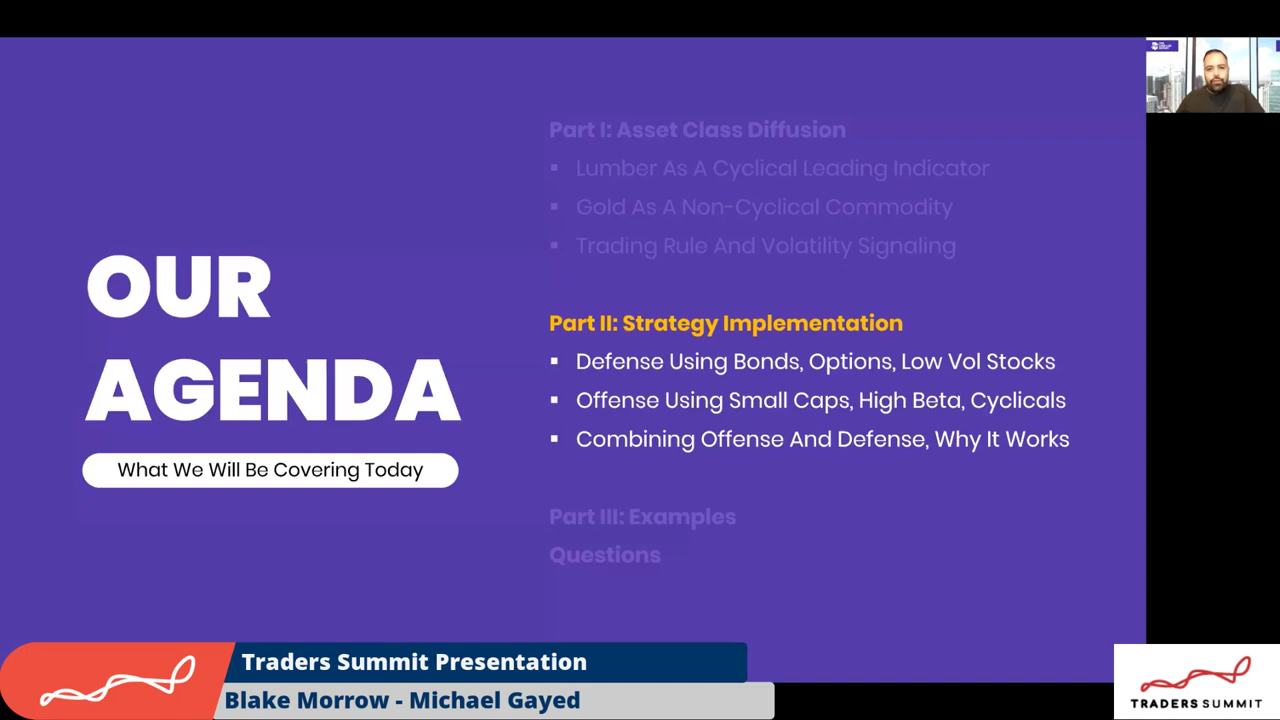 OUR
AGENDA
What We Will Be Covering Today
Part I: Asset Class Diffusion
▪ Lumber As A Cyclical Leading Indicator
▪ Gold As A Non-Cyclical Commodity
▪ Trading Rule And Volatility Signaling
Part II: Strategy Implementation
▪ Defense Using Bonds, Options, Low Vol Stocks
▪ Offense Using Small Caps, High Beta, Cyclicals
▪ Combining Offense And Defense, Why It Works
Part III: Examples
Questions
Traders Summit Presentation
Blake Morrow - Michael Gayed
TRADERS SUMMIT